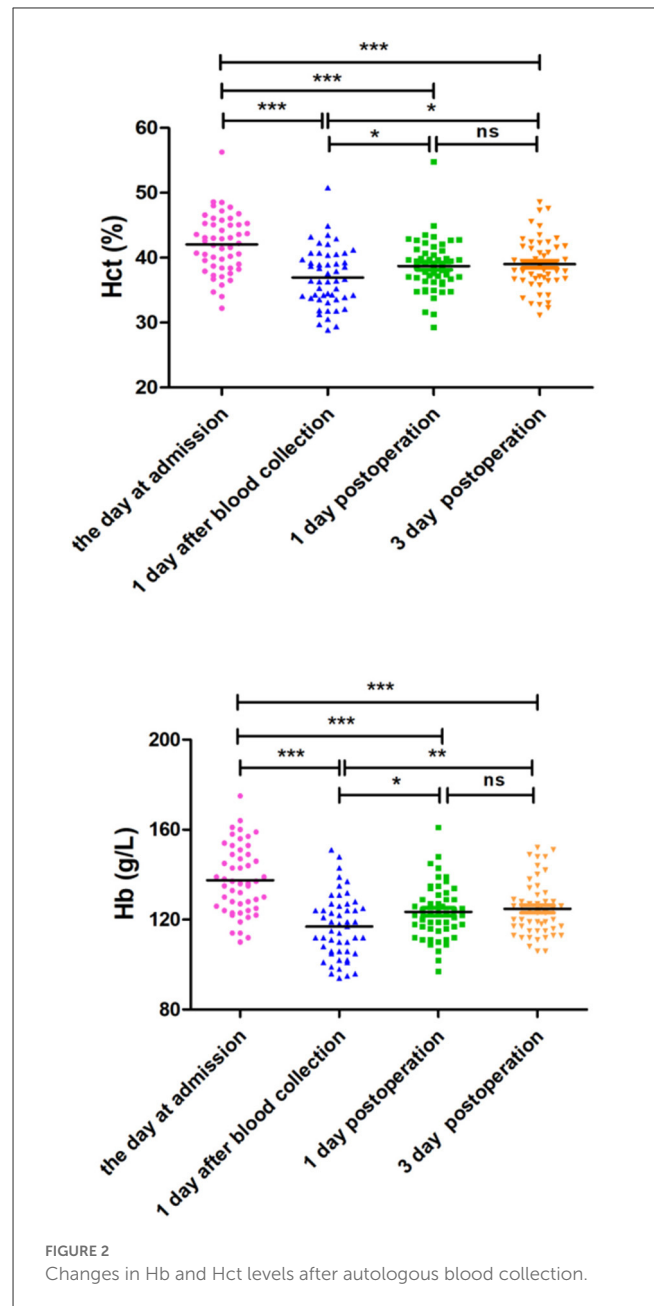 ***
***
*** *
* ns
60
50
40
30
20
Hct (%)
the day at admission
1 day after blood collection
1 day postoperation
3 day postoperation
***
***
*** **
* ns
200
160
120
80
Hb (g/L)
the day at admission
1 day after blood collection
1 day postoperation
3 day postoperation
FIGURE 2
Changes in Hb and Hct levels after autologous blood collection.